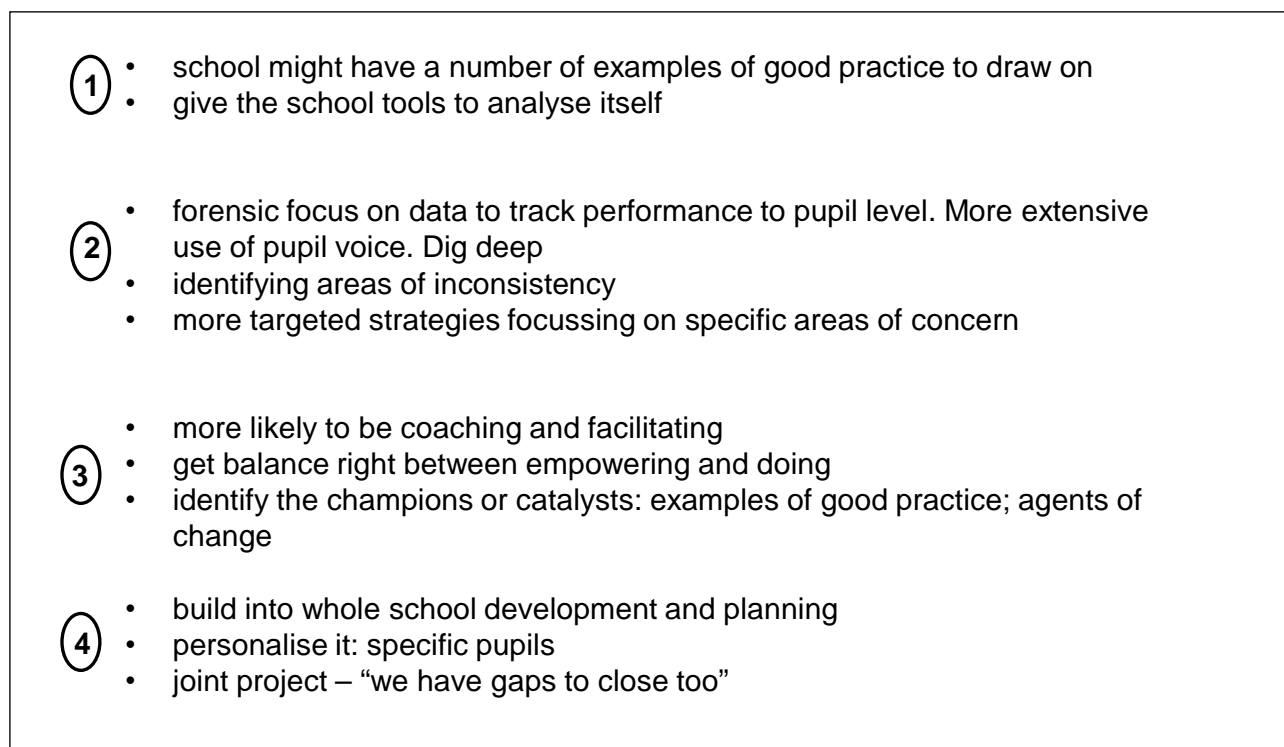 1
• school might have a number of examples of good practice to draw on
• give the school tools to analyse itself
2
• forensic focus on data to track performance to pupil level. More extensive
use of pupil voice. Dig deep
• identifying areas of inconsistency
• more targeted strategies focussing on specific areas of concern
3
• more likely to be coaching and facilitating
• get balance right between empowering and doing
• identify the champions or catalysts: examples of good practice; agents of
change
4
• build into whole school development and planning
• personalise it: specific pupils
• joint project – “we have gaps to close too”